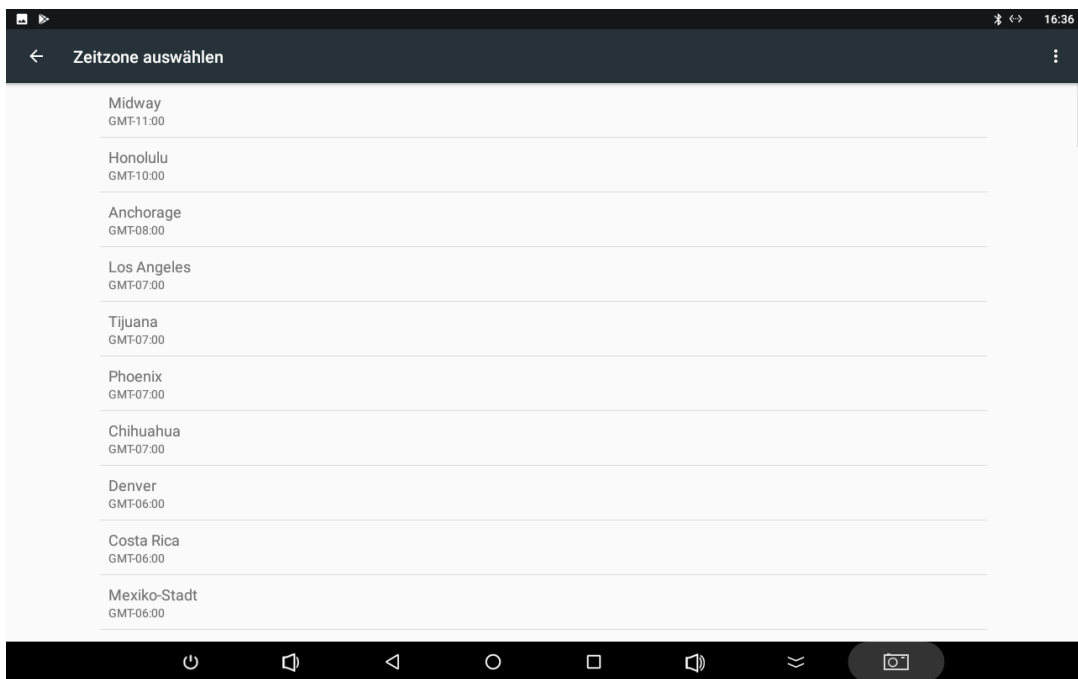 16:36
Zeitzone auswählen
Midway
GMT-11:00
Honolulu
GMT-10:00
Anchorage
GMT-08:00
Los Angeles
GMT-07:00
Tijuana
GMT-07:00
Phoenix
GMT-07:00
Chihuahua
GMT-07:00
Denver
GMT-06:00
Costa Rica
GMT-06:00
Mexiko-Stadt
GMT-06:00